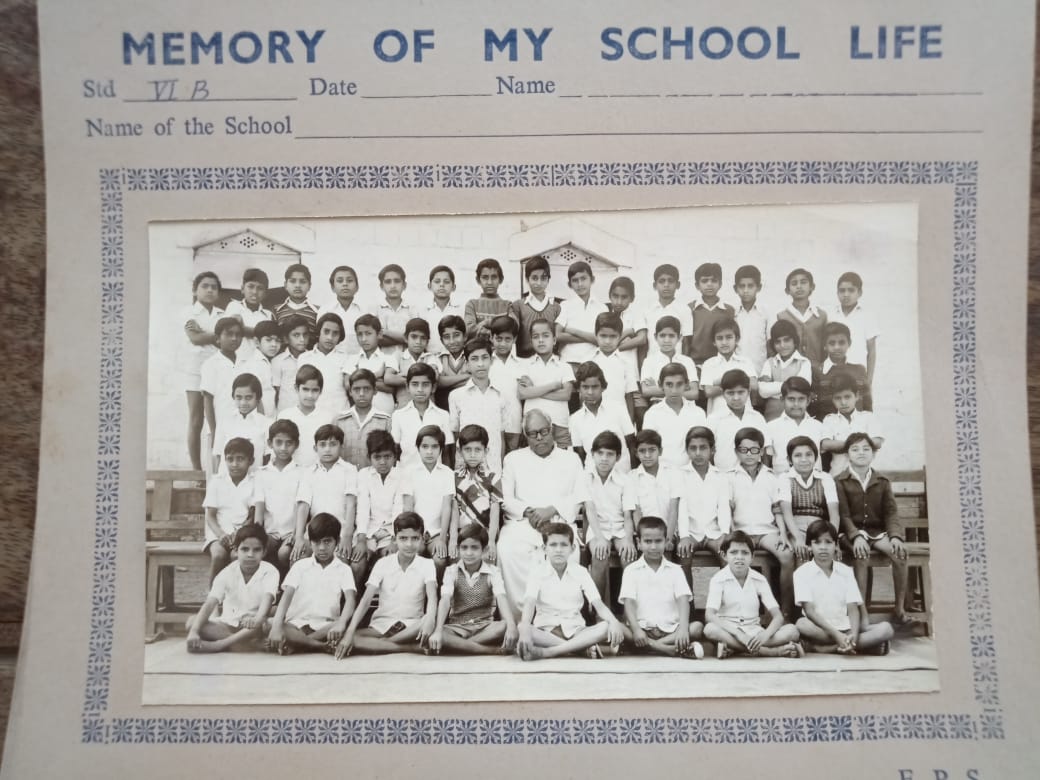 MEMORY OF MY SCHOOL LIFE
Std VI B Date Name
Name of the School
E. P. S.